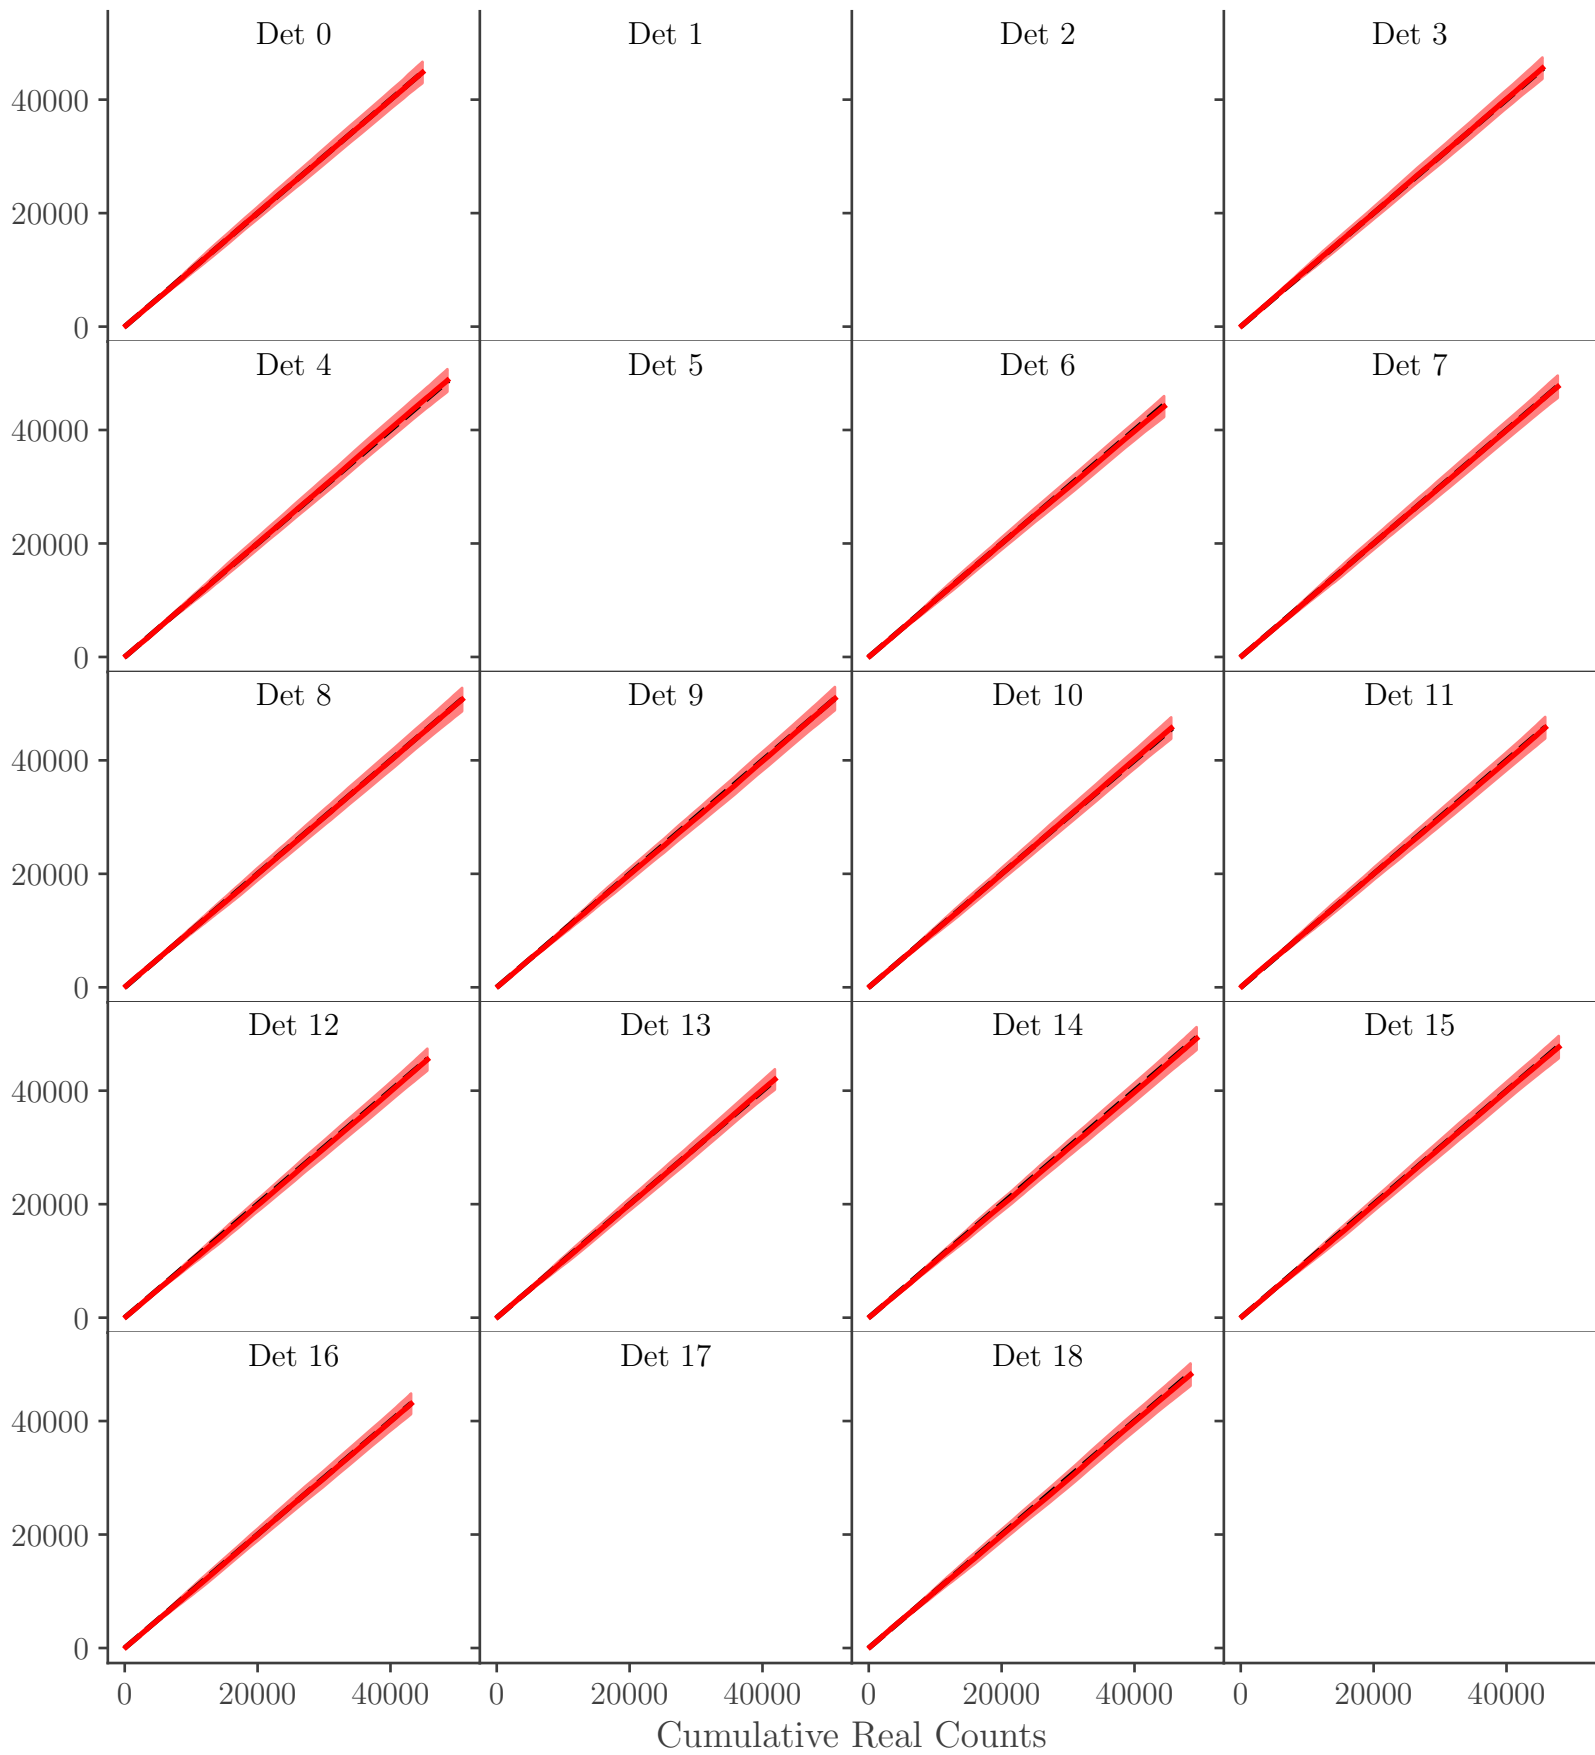 Det 0
Det 1
Det 2
Det 3
40000
20000
0
Det 4
Det 5
Det 6
Det 7
40000
20000
0
Det 8
Det 9
Det 10
Det 11
40000
20000
0
Det 12
Det 13
Det 14
Det 15
40000
20000
0
Det 16
Det 17
Det 18
40000
20000
0
0 20000 40000 0 20000 40000 0 20000 40000 0 20000 40000
Cumulative Real Counts